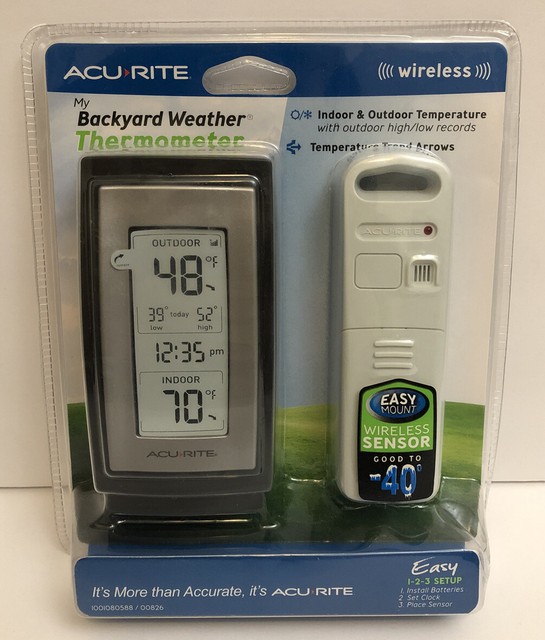 ACU›RITE
((((wireless))))
My
Backyard Weather®
Thermometer
Indoor & Outdoor Temperature
with outdoor high/low records
Temperature Trend Arrows
OUTDOOR
48°F
39° today 52°
low high
12:35 pm
INDOOR
70°F
ACU›RITE
ACU›RITE
EASY
MOUNT
WIRELESS
SENSOR
GOOD TO
-40°
It's More than Accurate, it's ACU›RITE
1001080588 / 00826
Easy
1-2-3 SETUP
1. Install Batteries
2 Set Clock
3. Place Sensor